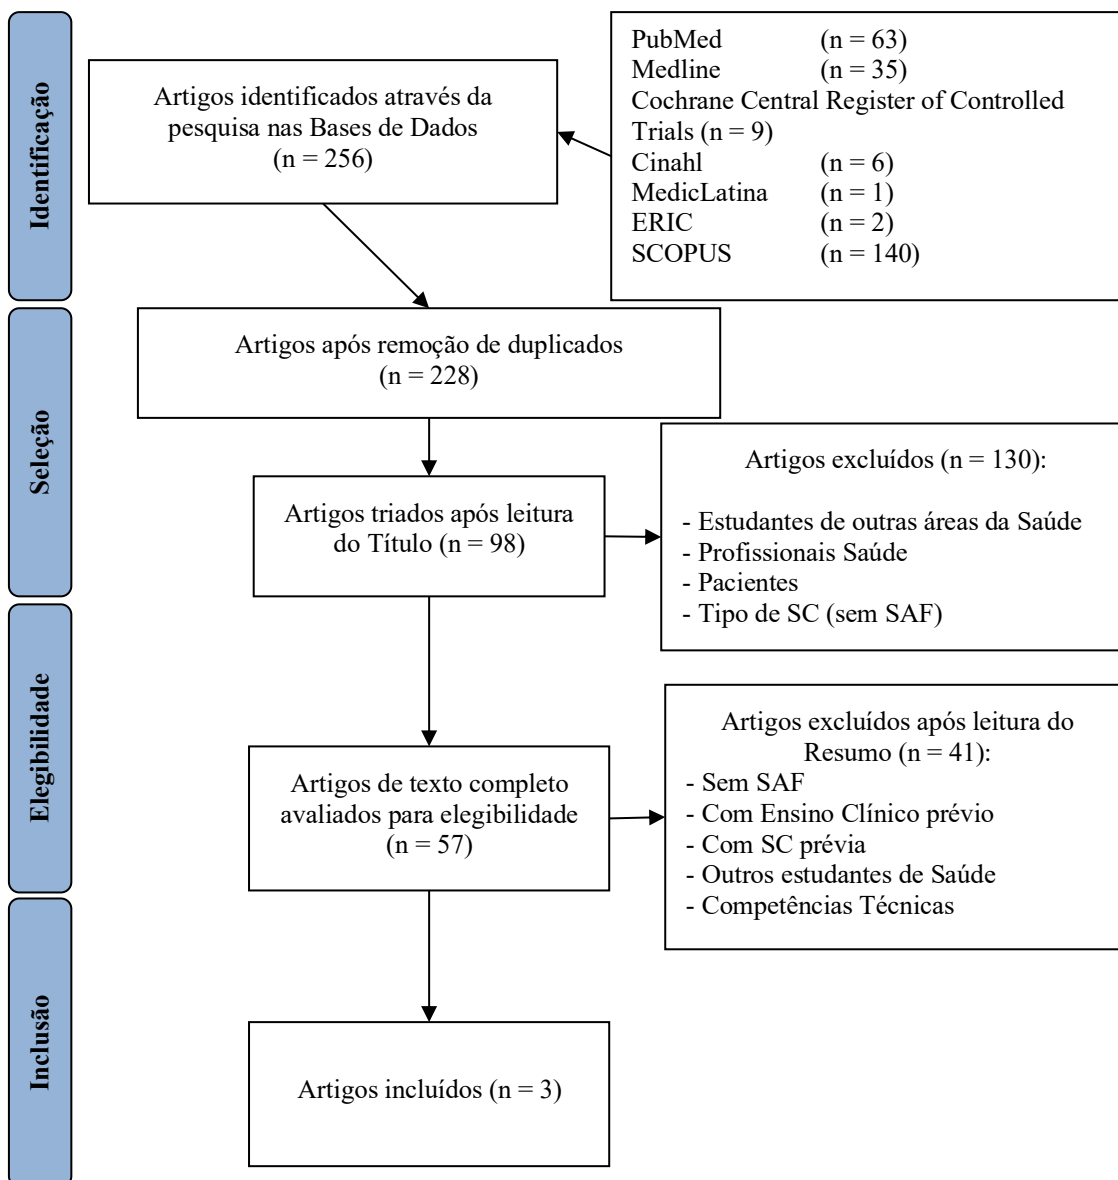 Identificação
Artigos identificados através da
pesquisa nas Bases de Dados
(n = 256)
PubMed (n = 63)
Medline (n = 35)
Cochrane Central Register of Controlled
Trials (n = 9)
Cinahl (n = 6)
MedicLatina (n = 1)
ERIC (n = 2)
SCOPUS (n = 140)
Seleção
Artigos após remoção de duplicados
(n = 228)
Artigos triados após leitura
do Título (n = 98)
Artigos excluídos (n = 130):
- Estudantes de outras áreas da Saúde
- Profissionais Saúde
- Pacientes
- Tipo de SC (sem SAF)
Elegibilidade
Artigos de texto completo
avaliados para elegibilidade
(n = 57)
Artigos excluídos após leitura do
Resumo (n = 41):
- Sem SAF
- Com Ensino Clínico prévio
- Com SC prévia
- Outros estudantes de Saúde
- Competências Técnicas
Inclusão
Artigos incluídos (n = 3)